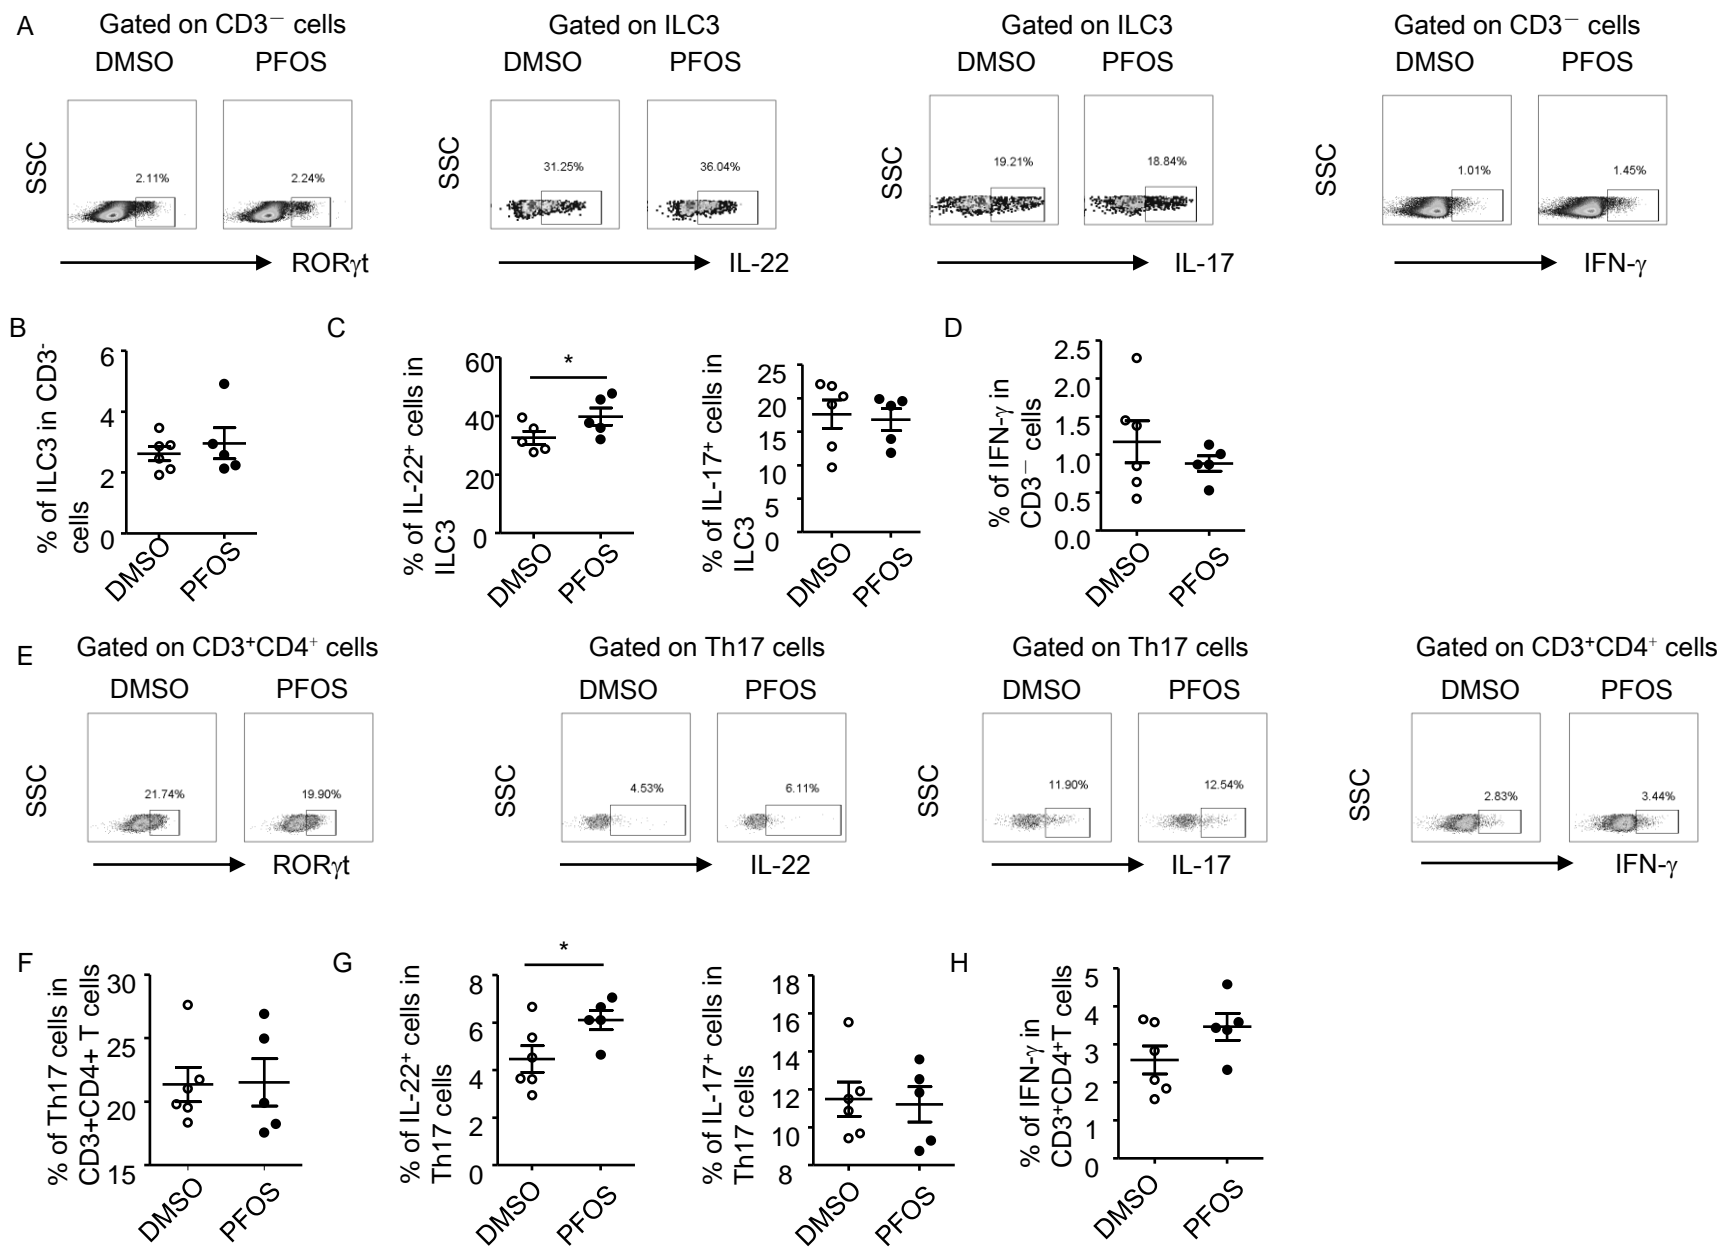 A
Gated on CD3— cells
Gated on ILC3
Gated on ILC3
Gated on CD3— cells
DMSO PFOS
DMSO PFOS
DMSO PFOS
DMSO PFOS
SSC
2.11%
2.24%
RORγt
SSC
31.25%
36.04%
IL-22
SSC
19.21%
18.84%
IL-17
SSC
1.01%
1.45%
IFN-γ
B
% of ILC3 in CD3-
cells
6
4
2
0
DMSO
PFOS
C
% of IL-22+ cells in
ILC3
60
40
20
0
*
DMSO
PFOS
% of IL-17+ cells in
ILC3
25
20
15
10
5
0
DMSO
PFOS
D
% of IFN-γ in
CD3— cells
2.5
2.0
1.5
1.0
0.5
0.0
DMSO
PFOS
E
Gated on CD3+CD4+ cells
Gated on Th17 cells
Gated on Th17 cells
Gated on CD3+CD4+ cells
DMSO PFOS
DMSO PFOS
DMSO PFOS
DMSO PFOS
SSC
21.74%
19.90%
RORγt
SSC
4.53%
6.11%
IL-22
SSC
11.90%
12.54%
IL-17
SSC
2.83%
3.44%
IFN-γ
F
% of Th17 cells in
CD3+CD4+ T cells
30
25
20
15
DMSO
PFOS
G
% of IL-22+ cells in
Th17 cells
8
6
4
2
0
*
DMSO
PFOS
% of IL-17+ cells in
Th17 cells
18
16
14
12
10
8
DMSO
PFOS
H
% of IFN-γ in
CD3+CD4+T cells
5
4
3
2
1
0
DMSO
PFOS